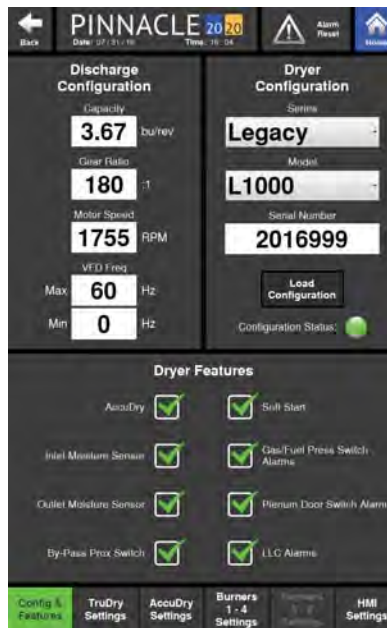 Back
PINNACLE 20 20
Date: 07/31/16 Time: 16:04
Alarm
Reset
Home
Discharge
Configuration
Capacity
3.67 bu/rev
Gear Ratio
180 :1
Motor Speed
1755 RPM
VFD Freq
Max 60 Hz
Min 0 Hz
Dryer
Configuration
Series
Legacy
Model
L1000
Serial Number
2016999
Load
Configuration
Configuration Status:
Dryer Features
AccuDry
Soft Start
Inlet Moisture Sensor
Gas/Fuel Press Switch
Alarms
Outlet Moisture Sensor
Plenum Door Switch Alarm
By-Pass Prox Switch
LLC Alarms
Config &
Features
TruDry
Settings
AccuDry
Settings
Burners
1 - 4
Settings
HMI
Settings